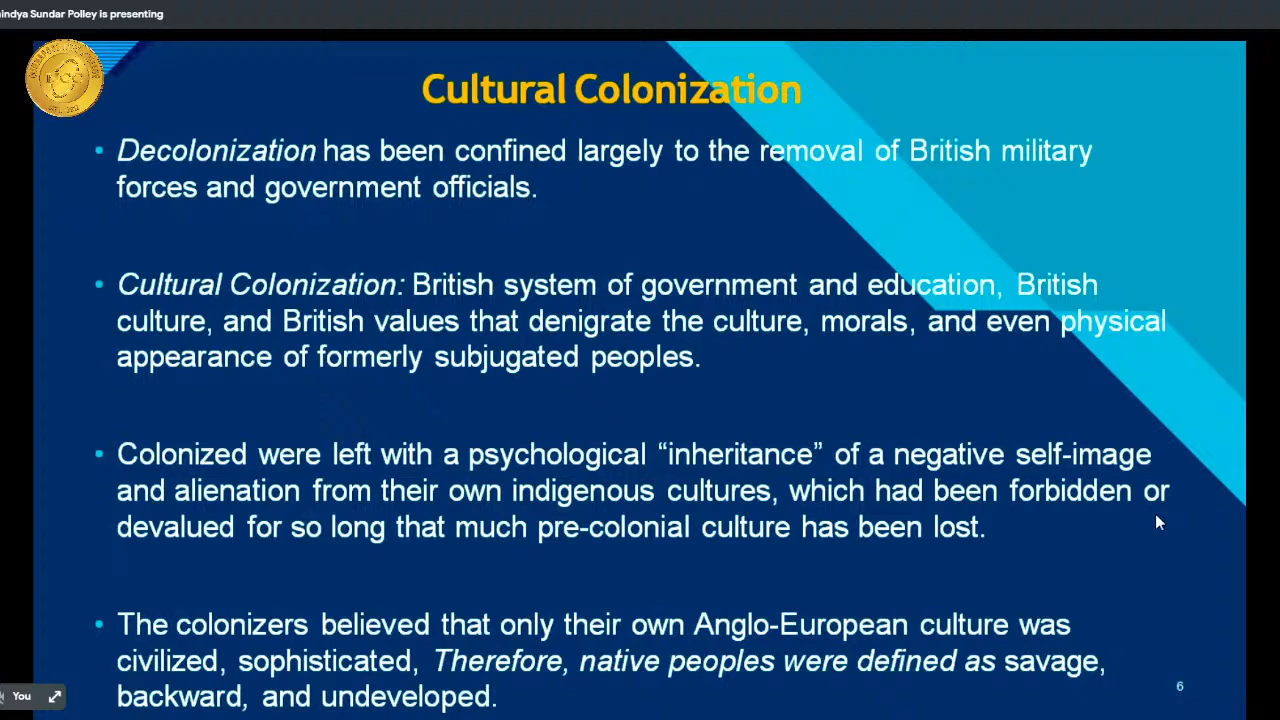 indya Sundar Polley is presenting
Cultural Colonization
• Decolonization has been confined largely to the removal of British military
forces and government officials.
• Cultural Colonization: British system of government and education, British
culture, and British values that denigrate the culture, morals, and even physical
appearance of formerly subjugated peoples.
• Colonized were left with a psychological “inheritance” of a negative self-image
and alienation from their own indigenous cultures, which had been forbidden or
devalued for so long that much pre-colonial culture has been lost.
• The colonizers believed that only their own Anglo-European culture was
civilized, sophisticated, Therefore, native peoples were defined as savage,
backward, and undeveloped.
6
You